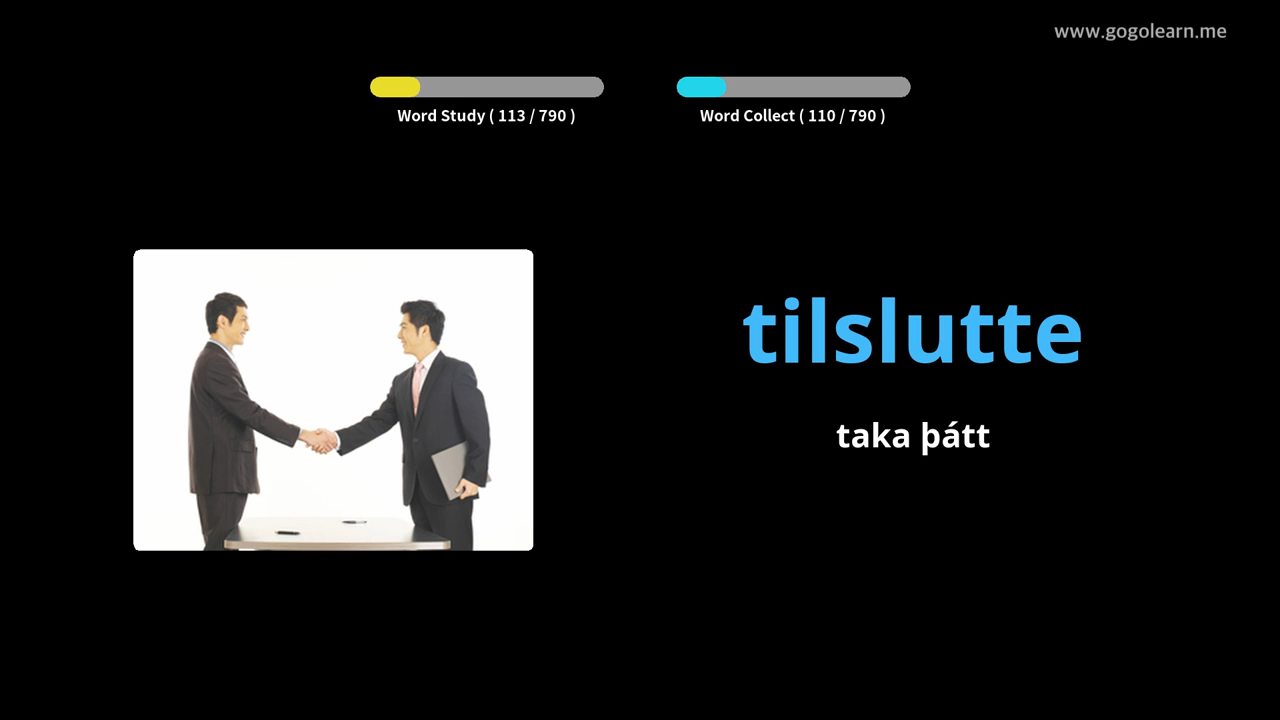 www.gogolearn.me
Word Study ( 113 / 790 )
Word Collect ( 110 / 790 )
tilslutte
taka þátt